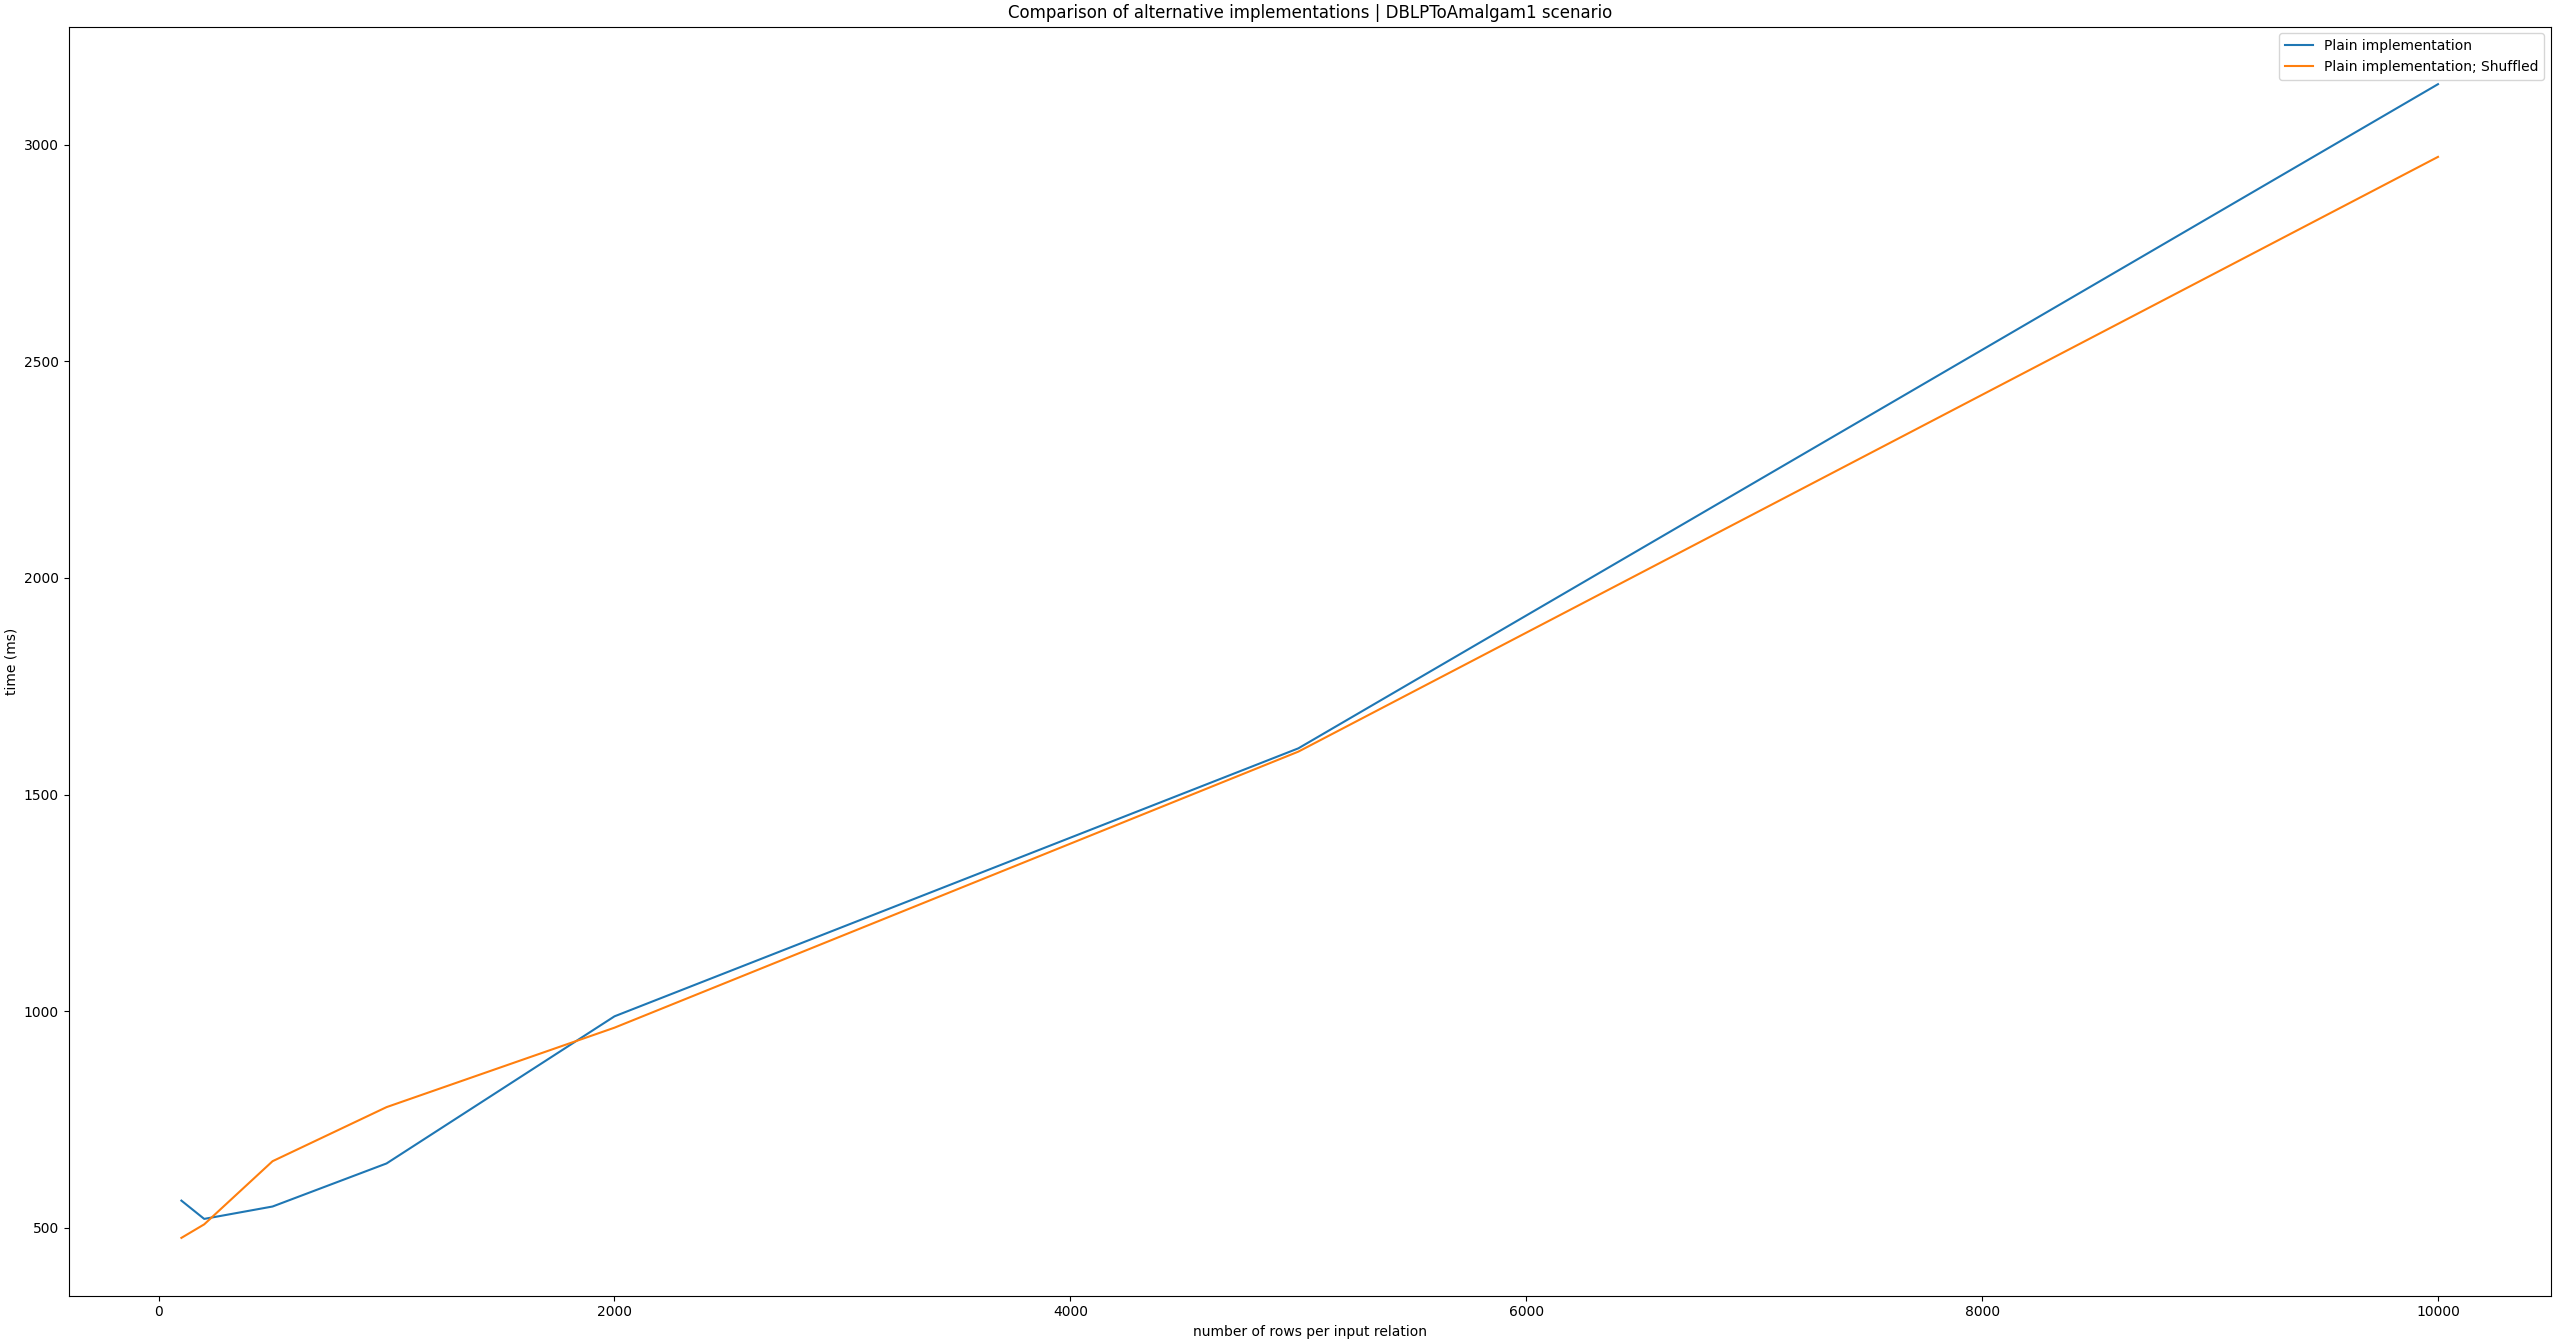 Comparison of alternative implementations | DBLPToAmalgam1 scenario
Plain implementation
Plain implementation; Shuffled
3000
2500
2000
1500
1000
500
time (ms)
0
2000
4000
6000
8000
10000
number of rows per input relation